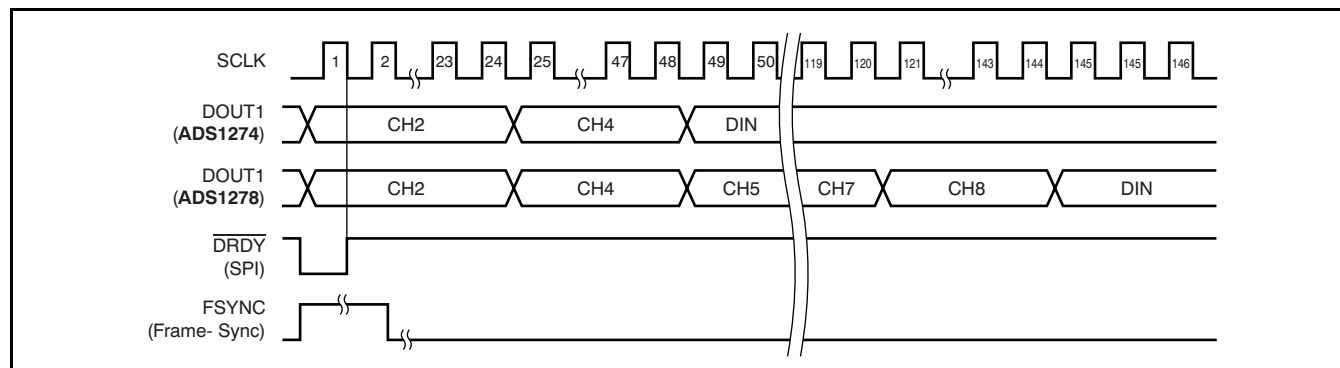 SCLK 1 2 23 24 25 47 48 49 50 119 120 121 143 144 145 145 146
DOUT1
(ADS1274)
CH2 CH4 DIN
DOUT1
(ADS1278)
CH2 CH4 CH5 CH7 CH8 DIN
DRDY
(SPI)
FSYNC
(Frame- Sync)